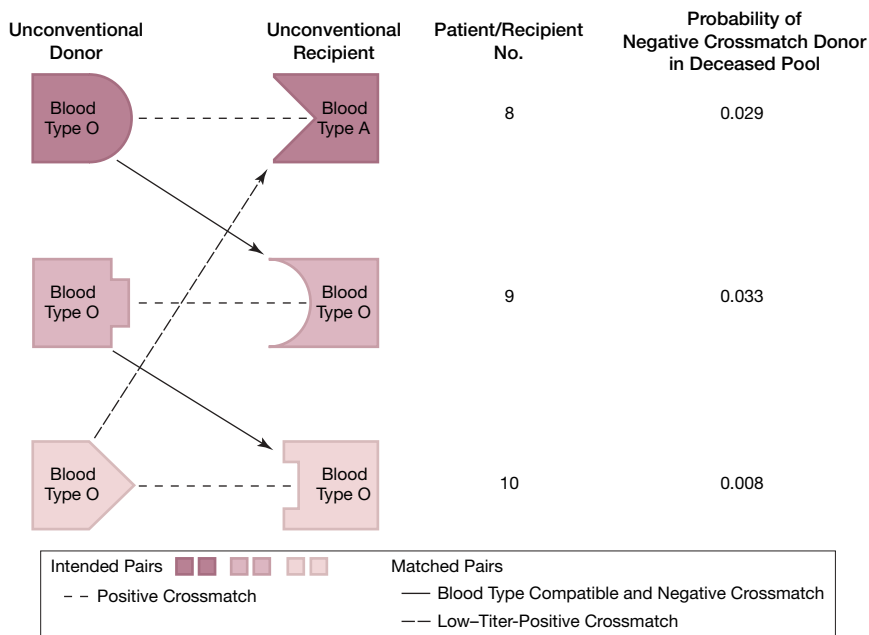 Unconventional
Donor
Unconventional
Recipient
Patient/Recipient
No.
Probability of
Negative Crossmatch Donor
in Deceased Pool
Blood
Type O
Blood
Type A
8
0.029
Blood
Type O
Blood
Type O
9
0.033
Blood
Type O
Blood
Type O
10
0.008
Intended Pairs
Positive Crossmatch
Matched Pairs
Blood Type Compatible and Negative Crossmatch
Low–Titer-Positive Crossmatch